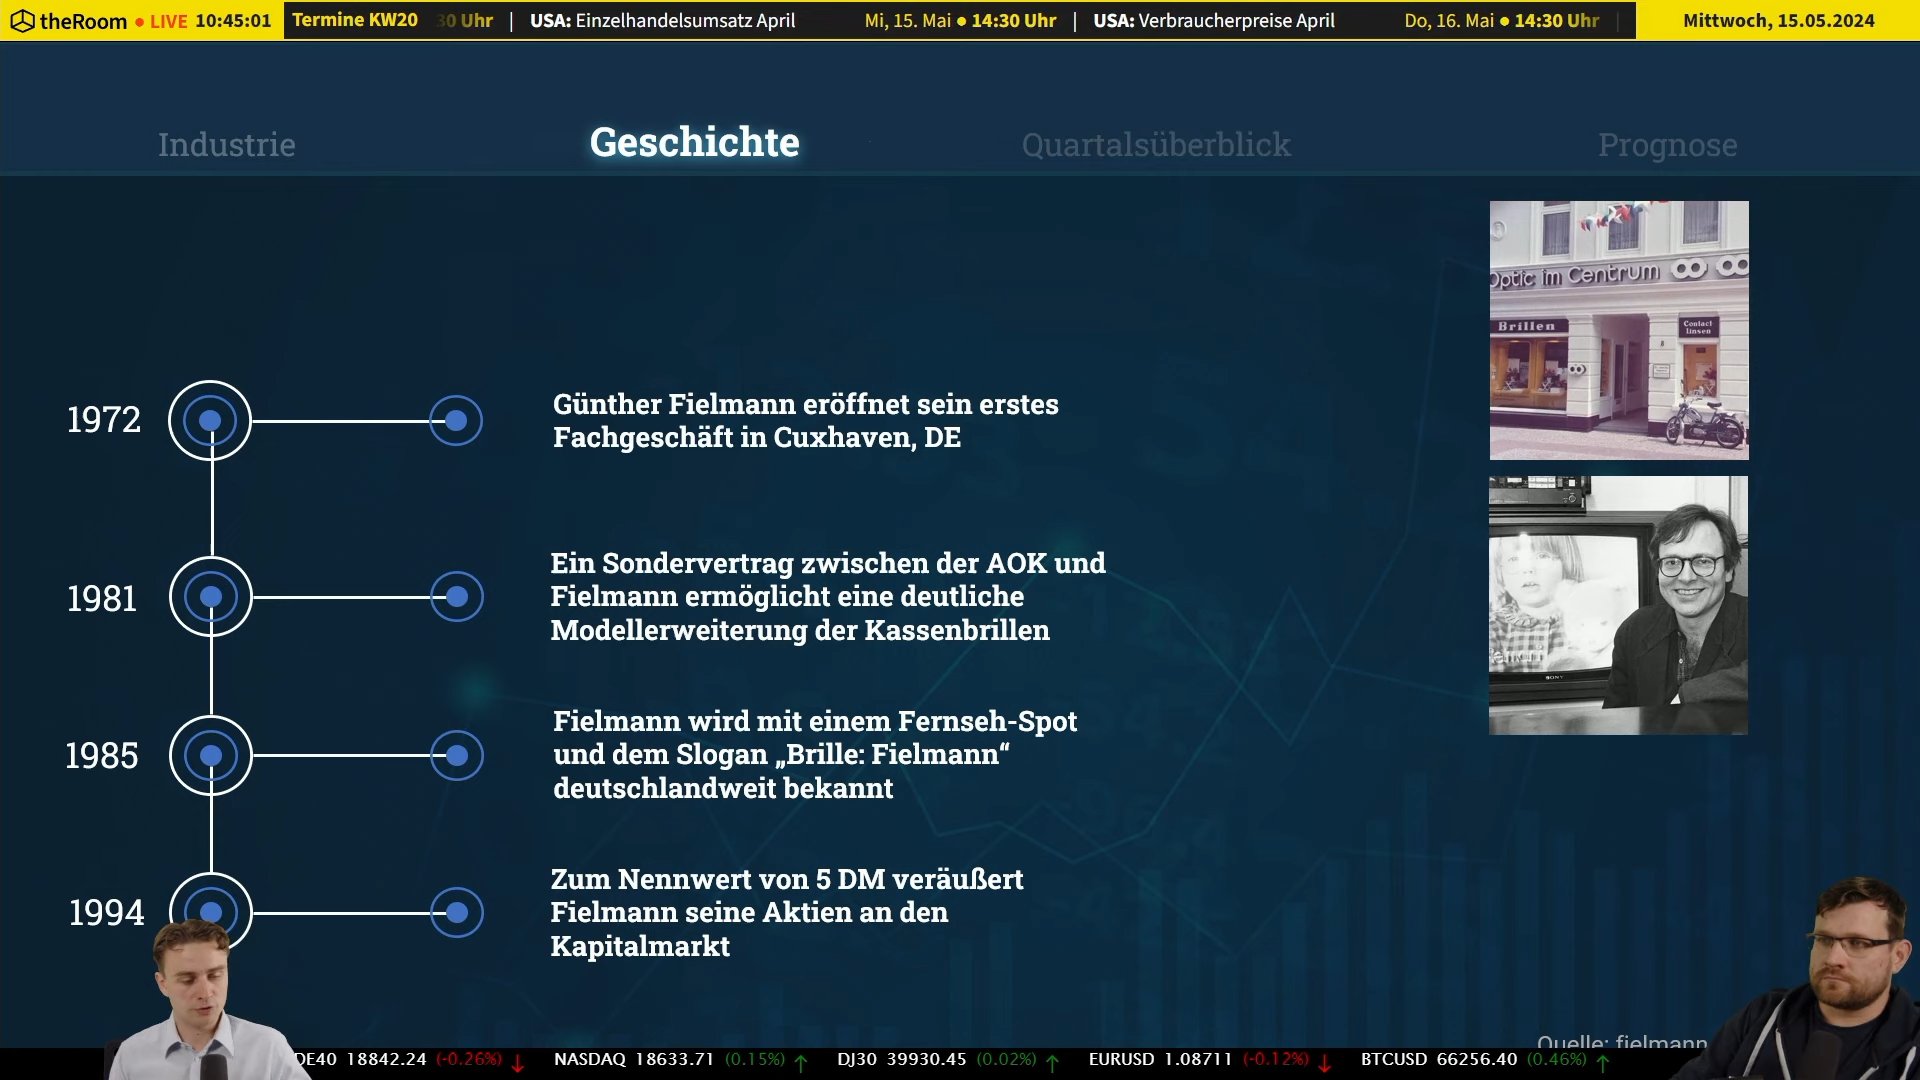 theRoom ● LIVE 10:45:01
Termine KW20
30 Uhr | USA: Einzelhandelsumsatz April Mi, 15. Mai ● 14:30 Uhr | USA: Verbraucherpreise April Do, 16. Mai ● 14:30 Uhr |
Mittwoch, 15.05.2024
Industrie
Geschichte
Quartalsüberblick
Prognose
Optic im Centrum
Brillen
Contact
linsen
1972
Günther Fielmann eröffnet sein erstes
Fachgeschäft in Cuxhaven, DE
1981
Ein Sondervertrag zwischen der AOK und
Fielmann ermöglicht eine deutliche
Modellerweiterung der Kassenbrillen
SONY
1985
Fielmann wird mit einem Fernseh-Spot
und dem Slogan „Brille: Fielmann“
deutschlandweit bekannt
1994
Zum Nennwert von 5 DM veräußert
Fielmann seine Aktien an den
Kapitalmarkt
Quelle: fielmann
DE40 18842.24 (-0.26%) ↓ NASDAQ 18633.71 (0.15%) ↑ DJ30 39930.45 (0.02%) ↑ EURUSD 1.08711 (-0.12%) ↓ BTCUSD 66256.40 (0.46%) ↑